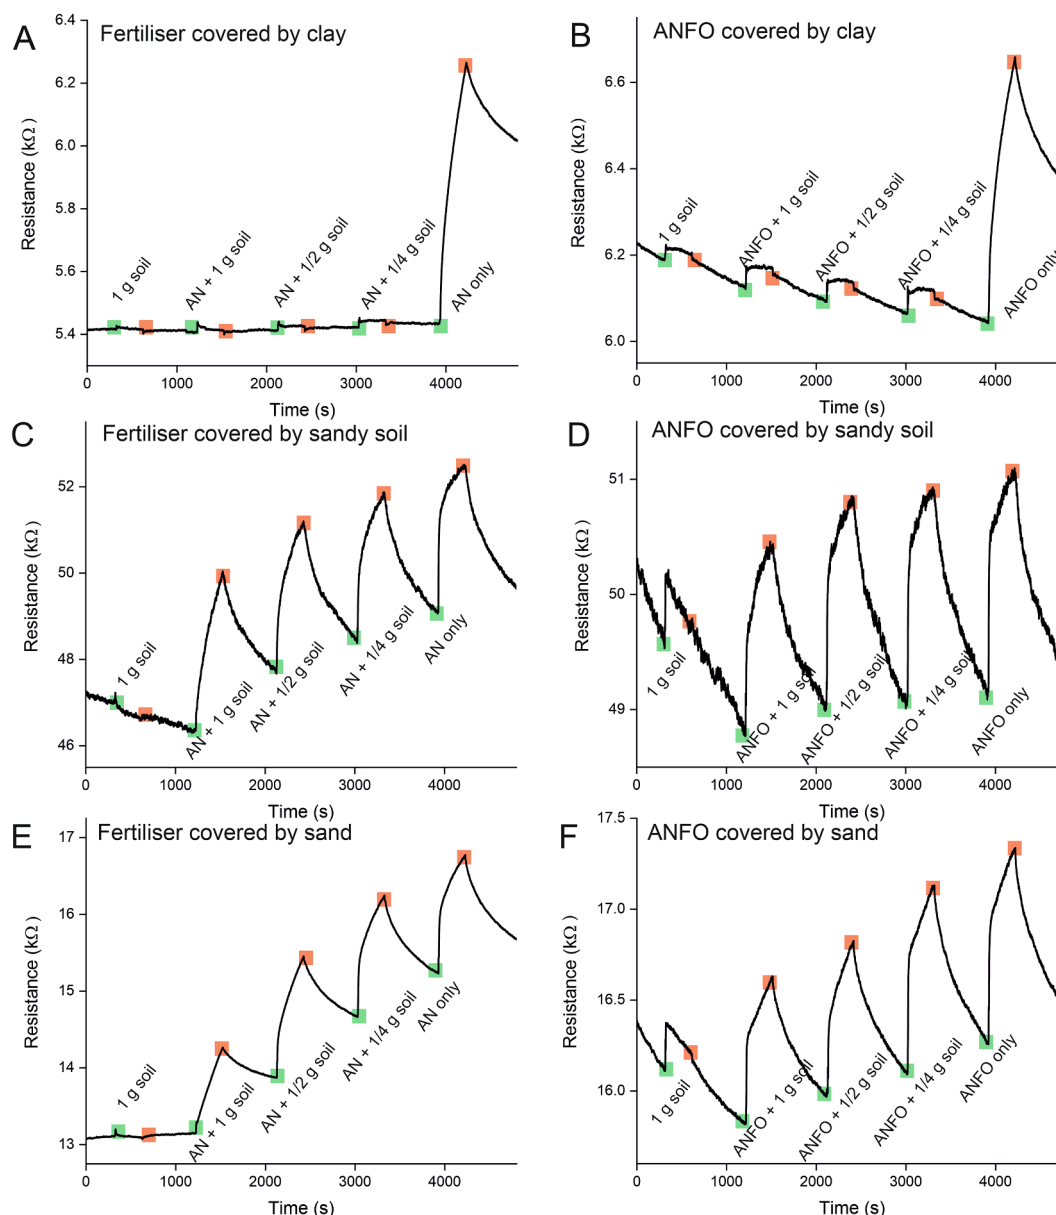 A
Fertiliser covered by clay
Resistance (kΩ)
6.4
6.2
6.0
5.8
5.6
5.4
1 g soil
AN + 1 g soil
AN + 1/2 g soil
AN + 1/4 g soil
AN only
0 1000 2000 3000 4000
Time (s)
B
ANFO covered by clay
Resistance (kΩ)
6.6
6.4
6.2
6.0
1 g soil
ANFO + 1 g soil
ANFO + 1/2 g soil
ANFO + 1/4 g soil
ANFO only
0 1000 2000 3000 4000
Time (s)
C
Fertiliser covered by sandy soil
Resistance (kΩ)
52
50
48
46
1 g soil
AN + 1 g soil
AN + 1/2 g soil
AN + 1/4 g soil
AN only
0 1000 2000 3000 4000
Time (s)
D
ANFO covered by sandy soil
Resistance (kΩ)
51
50
49
1 g soil
ANFO + 1 g soil
ANFO + 1/2 g soil
ANFO + 1/4 g soil
ANFO only
0 1000 2000 3000 4000
Time (s)
E
Fertiliser covered by sand
Resistance (kΩ)
17
16
15
14
13
1 g soil
AN + 1 g soil
AN + 1/2 g soil
AN + 1/4 g soil
AN only
0 1000 2000 3000 4000
Time (s)
F
ANFO covered by sand
Resistance (kΩ)
17.5
17.0
16.5
16.0
1 g soil
ANFO + 1 g soil
ANFO + 1/2 g soil
ANFO + 1/4 g soil
ANFO only
0 1000 2000 3000 4000
Time (s)